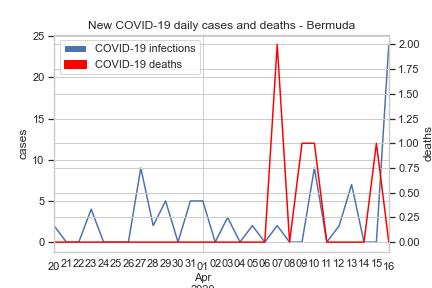 New COVID-19 daily cases and deaths - Bermuda
COVID-19 infections
COVID-19 deaths
25
20
15
10
5
0
cases
2.00
1.75
1.50
1.25
1.00
0.75
0.50
0.25
0.00
deaths
20 21 22 23 24 25 26 27 28 29 30 31 01 02 03 04 05 06 07 08 09 10 11 12 13 14 15 16
Apr
2020